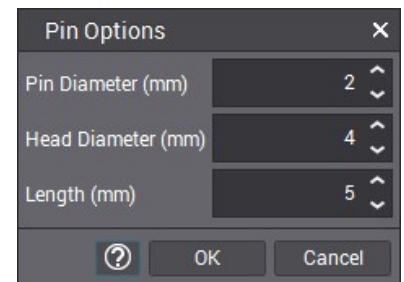 Pin Options
Pin Diameter (mm) 2
Head Diameter (mm) 4
Length (mm) 5
OK Cancel